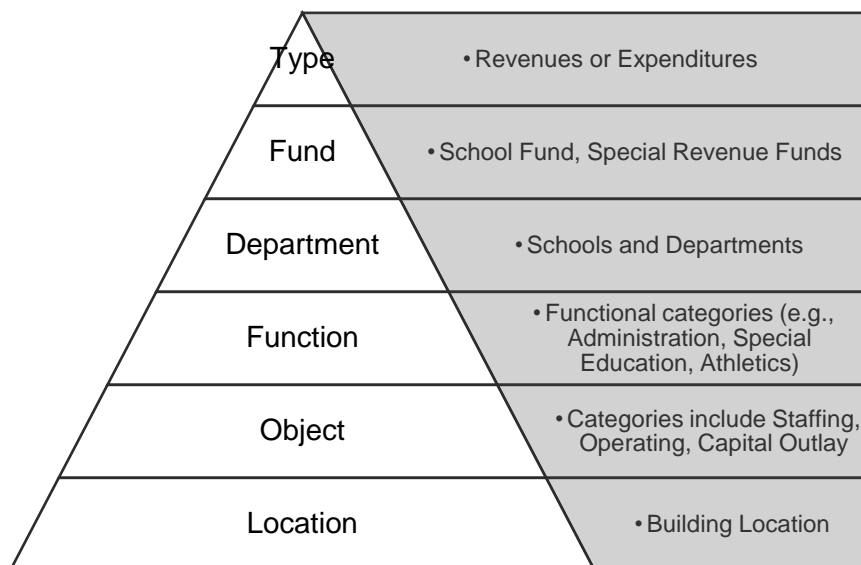 Type
• Revenues or Expenditures
Fund
• School Fund, Special Revenue Funds
Department
• Schools and Departments
Function
• Functional categories (e.g.,
Administration, Special
Education, Athletics)
Object
• Categories include Staffing,
Operating, Capital Outlay
Location
• Building Location